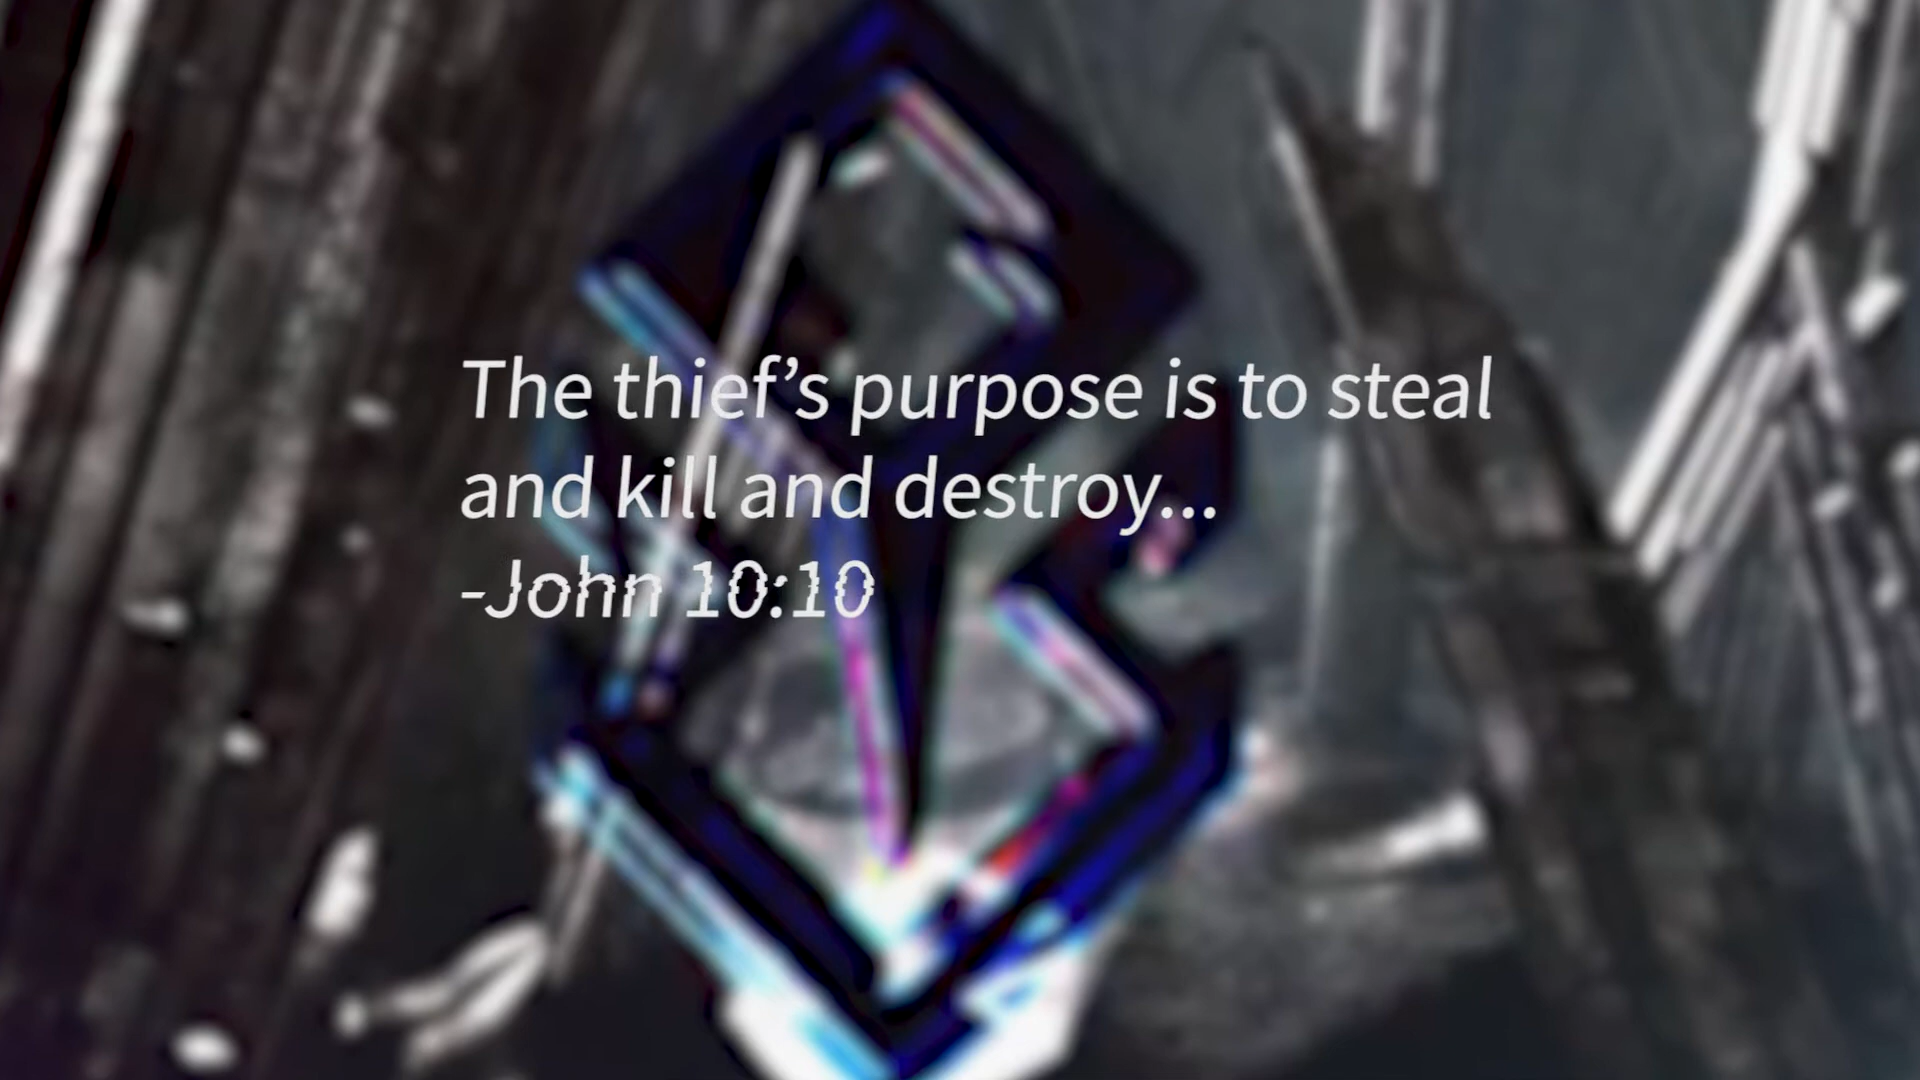 The thief’s purpose is to steal
and kill and destroy...
-John 10:10